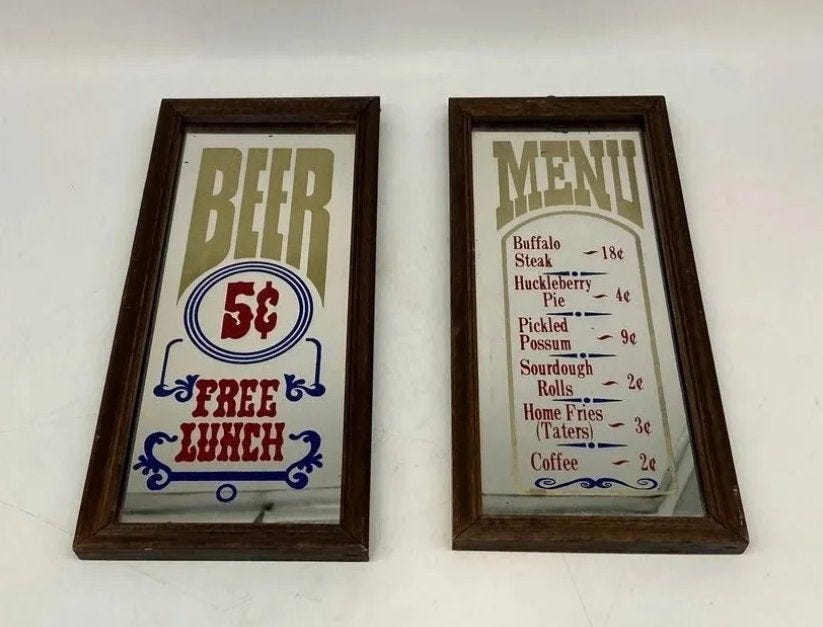 BEER
5¢
FREE
LUNCH
MENU
Buffalo
Steak ~ 18¢
Huckleberry
Pie ~ 4¢
Pickled
Possum ~ 9¢
Sourdough
Rolls ~ 2¢
Home Fries
(Taters) ~ 3¢
Coffee ~ 2¢